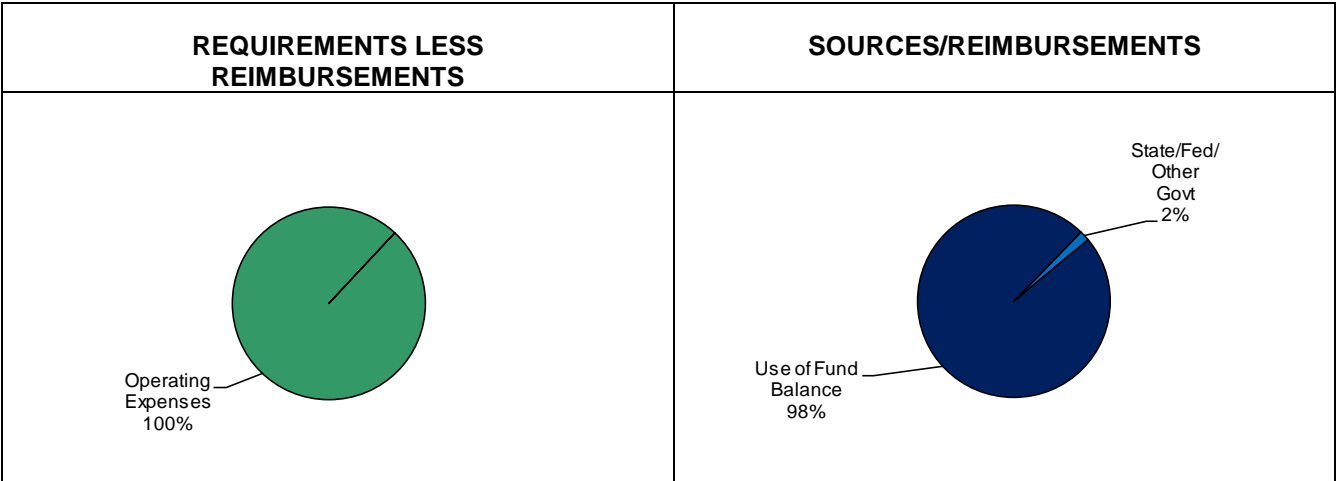 REQUIREMENTS LESS
REIMBURSEMENTS
SOURCES/REIMBURSEMENTS
Operating
Expenses
100%
State/Fed/
Other
Govt
2%
Use of Fund
Balance
98%